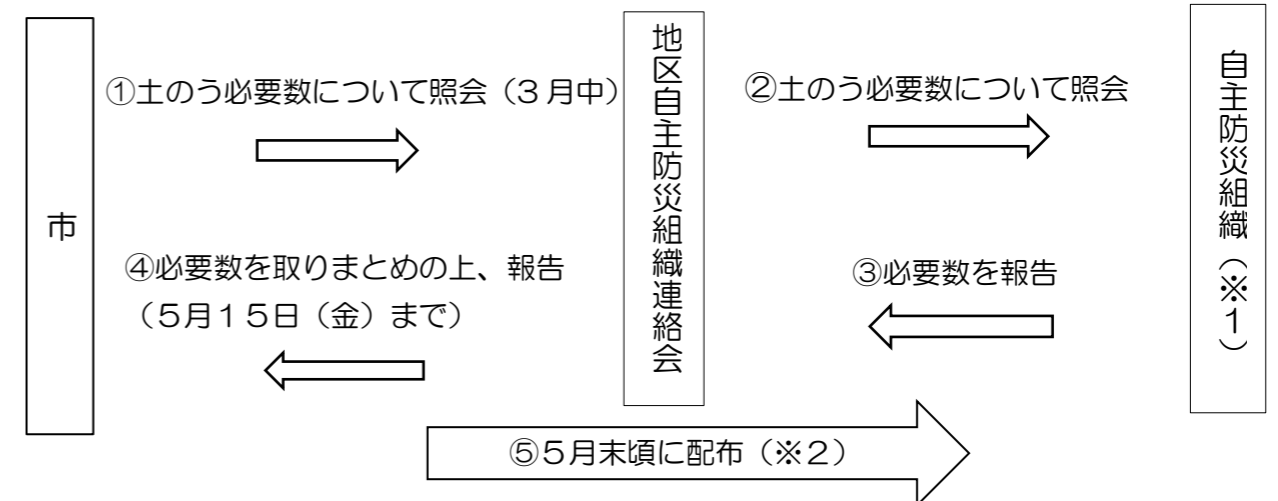 市
①土のう必要数について照会（３月中）
地区自主防災組織連絡会
②土のう必要数について照会
自主防災組織（※１）
④必要数を取りまとめの上、報告
（５月１５日（金）まで）
③必要数を報告
⑤５月末頃に配布（※２）